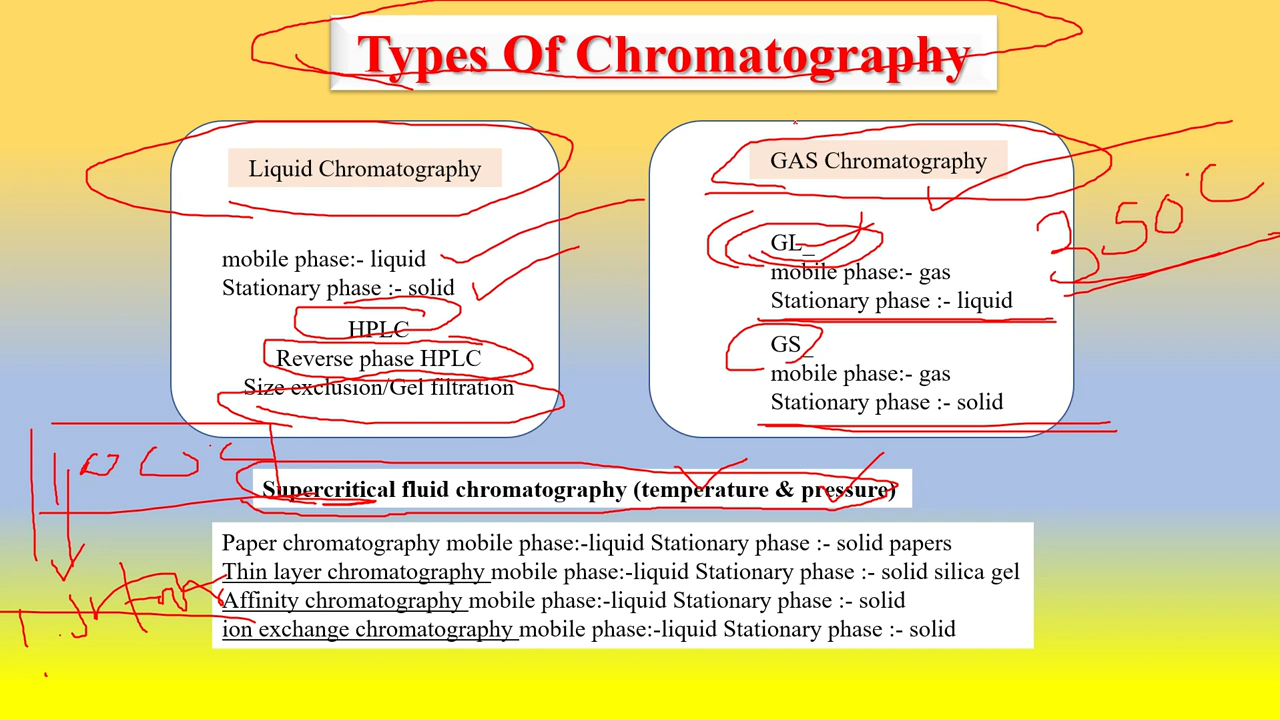 Types Of Chromatography
Liquid Chromatography
mobile phase:- liquid
Stationary phase :- solid
HPLC
Reverse phase HPLC
Size exclusion/Gel filtration
GAS Chromatography
GL_
mobile phase:- gas
Stationary phase :- liquid
350°C
GS_
mobile phase:- gas
Stationary phase :- solid
Supercritical fluid chromatography (temperature & pressure)
Paper chromatography mobile phase:-liquid Stationary phase :- solid papers
Thin layer chromatography mobile phase:-liquid Stationary phase :- solid silica gel
Affinity chromatography mobile phase:-liquid Stationary phase :- solid
ion exchange chromatography mobile phase:-liquid Stationary phase :- solid